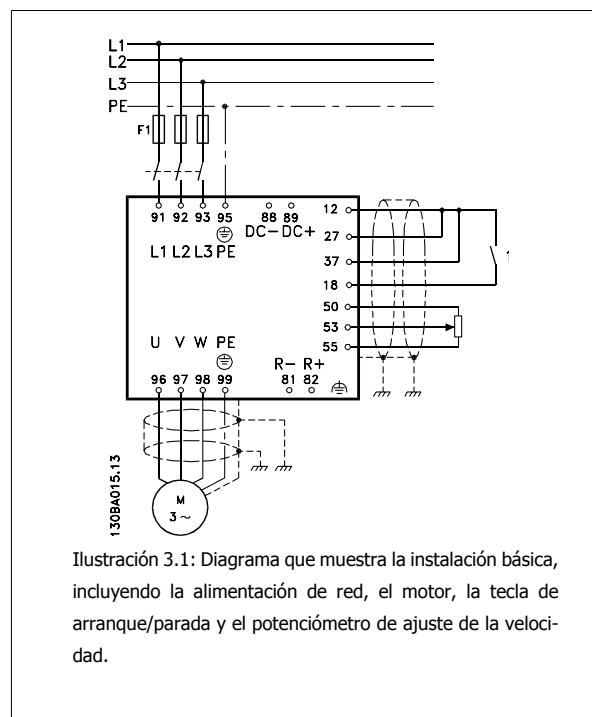 L1
L2
L3
PE
F1
91 92 93 95 88 89 12
DC- DC+
L1 L2 L3 PE
27
37
18
50
53
55
U V W PE
R- R+
96 97 98 99 81 82
M
3~
130BA015.13
Ilustración 3.1: Diagrama que muestra la instalación básica,
incluyendo la alimentación de red, el motor, la tecla de
arranque/parada y el potenciómetro de ajuste de la veloci-
dad.